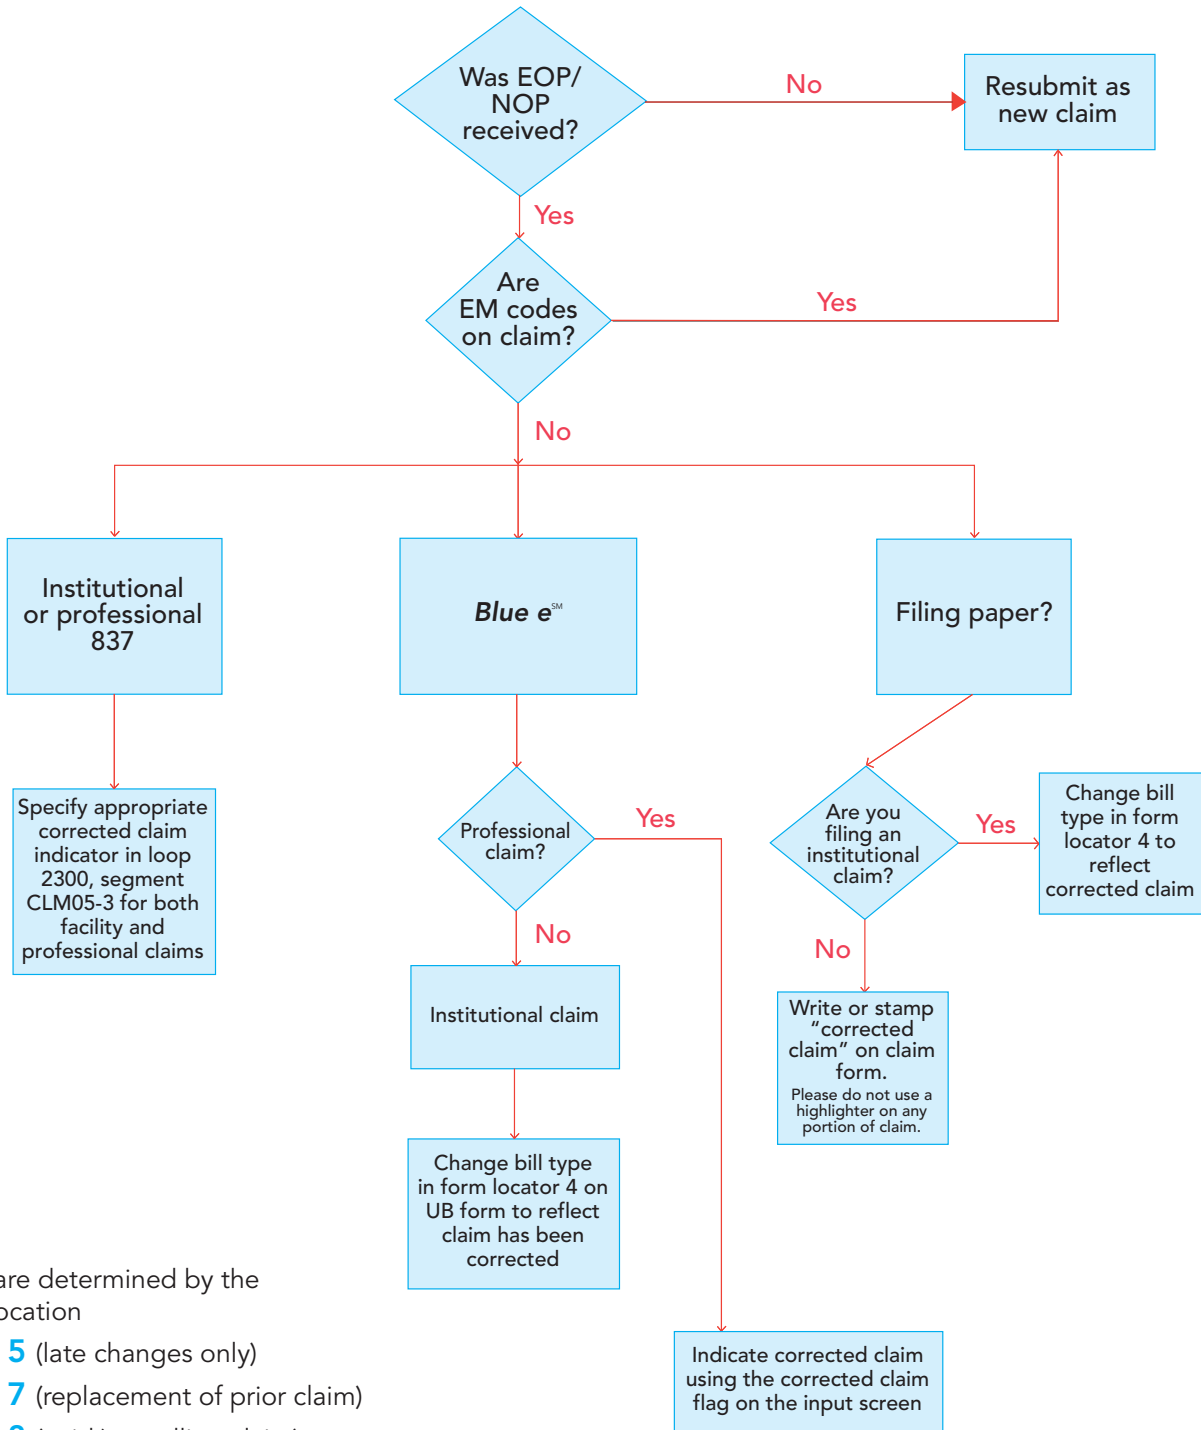 Was EOP/
NOP
received?
No
Resubmit as
new claim
Yes
Are
EM codes
on claim?
Yes
No
Institutional
or professional
837
Blue e℠
Filing paper?
Specify appropriate
corrected claim
indicator in loop
2300, segment
CLM05-3 for both
facility and
professional claims
Professional
claim?
Yes
No
Institutional claim
Change bill type
in form locator 4 on
UB form to reflect
claim has been
corrected
Indicate corrected claim
using the corrected claim
flag on the input screen
Are you
filing an
institutional
claim?
Yes
Change bill
type in form
locator 4 to
reflect
corrected claim
No
Write or stamp
“corrected
claim” on claim
form.
Please do not use a
highlighter on any
portion of claim.
are determined by the
ocation
5 (late changes only)
7 (replacement of prior claim)